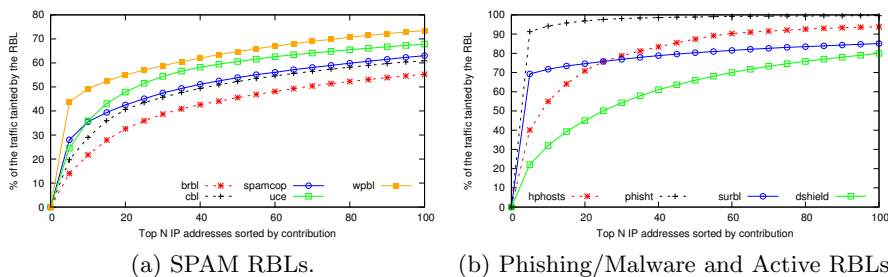 80
70
60
50
40
30
20
10
0
0 20 40 60 80 100
% of the traffic tainted by the RBL
brbl spamcop wpbl
cbl uce
Top N IP addresses sorted by contribution
(a) SPAM RBLs.
100
90
80
70
60
50
40
30
20
10
0
0 20 40 60 80 100
% of the traffic tainted by the RBL
hphosts phisht surbl dshield
Top N IP addresses sorted by contribution
(b) Phishing/Malware and Active RBLs